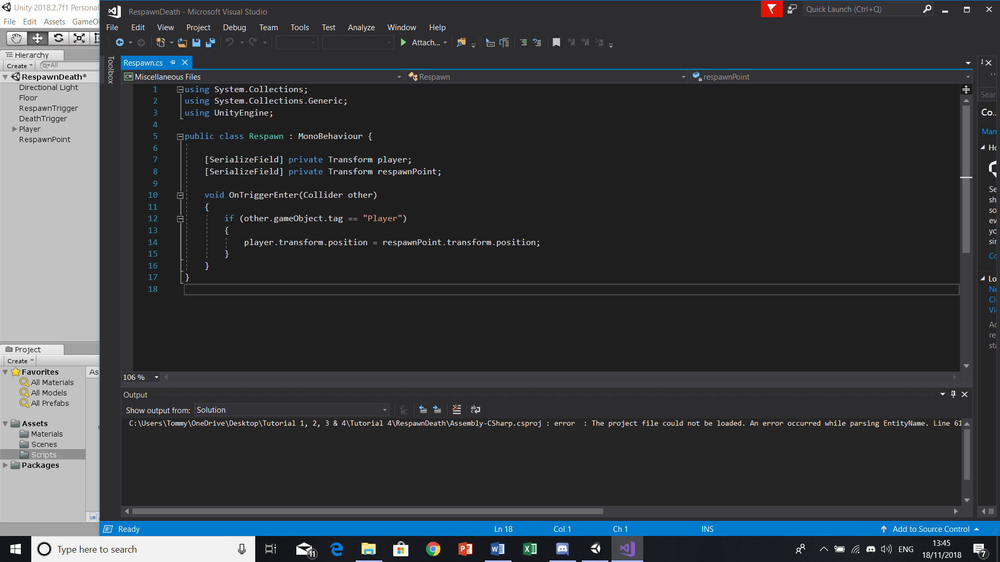 Unity 2018.2.7f1 Personal
File Edit Assets GameO
Hierarchy
Create All
RespawnDeath*
Directional Light
Floor
RespawnTrigger
DeathTrigger
Player
RespawnPoint
Project
Create
Favorites As
All Materials
All Models
All Prefabs
Assets
Materials
Scenes
Scripts
Packages
RespawnDeath - Microsoft Visual Studio
Quick Launch (Ctrl+Q)
File Edit View Project Debug Team Tools Test Analyze Window Help
Attach...
Toolbox
Respawn.cs
C# Miscellaneous Files Respawn respawnPoint
1 using System.Collections;
2 using System.Collections.Generic;
3 using UnityEngine;
4
5 public class Respawn : MonoBehaviour {
6
7 [SerializeField] private Transform player;
8 [SerializeField] private Transform respawnPoint;
9
10 void OnTriggerEnter(Collider other)
11 {
12 if (other.gameObject.tag == "Player")
13 {
14 player.transform.position = respawnPoint.transform.position;
15 }
16 }
17 }
18
106 %
Output
Show output from: Solution
C:\Users\Tommy\OneDrive\Desktop\Tutorial 1, 2, 3 & 4\Tutorial 4\RespawnDeath\Assembly-CSharp.csproj : error : The project file could not be loaded. An error occurred while parsing EntityName. Line 61
Sear
Co..
Man
Ho
Se
sh
so
ev
yo
sin
Co
Lo
Ne
Cl
Vi
Ac
re
sta
Ready Ln 18 Col 1 Ch 1 INS Add to Source Control
Type here to search
11
ENG
13:45
18/11/2018
7